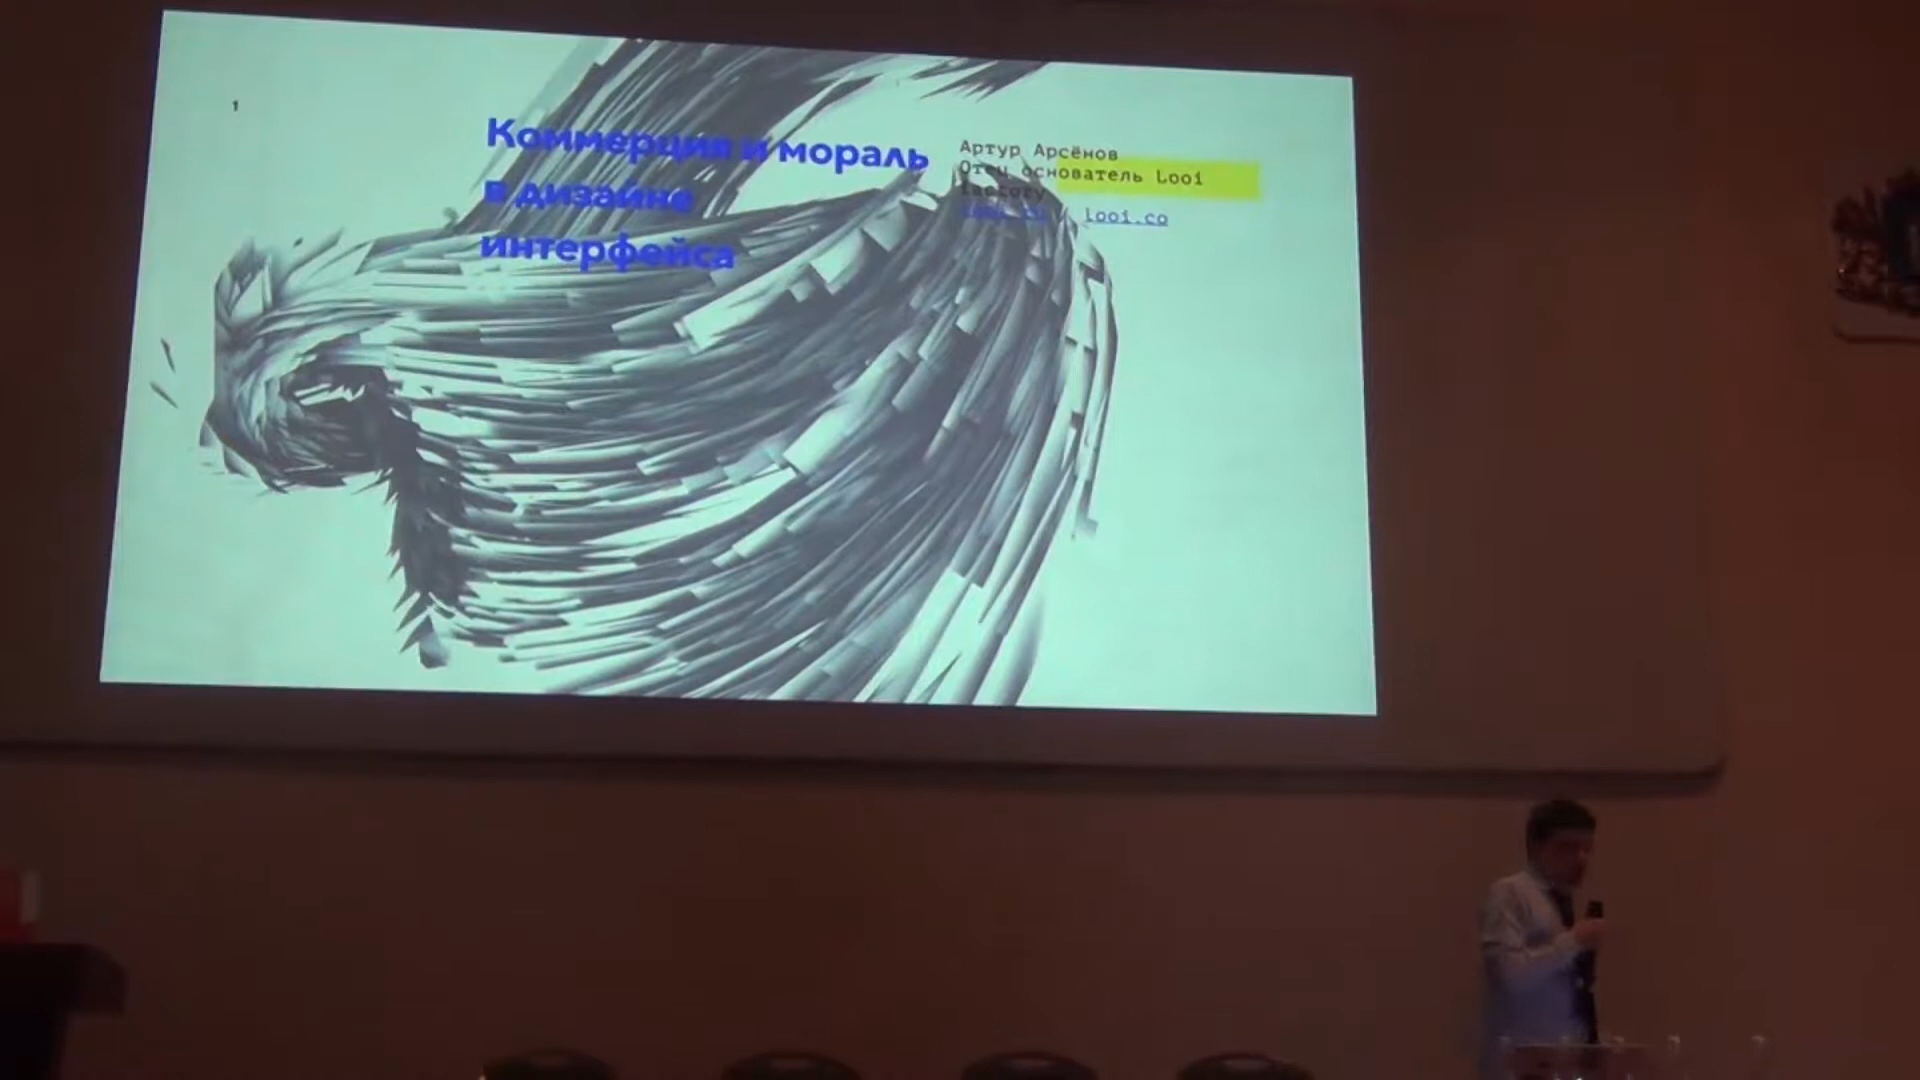 1
Коммерция и мораль
в дизайне
интерфейса
Артур Арсёнов
Отец основатель Looi
factory
looi.co